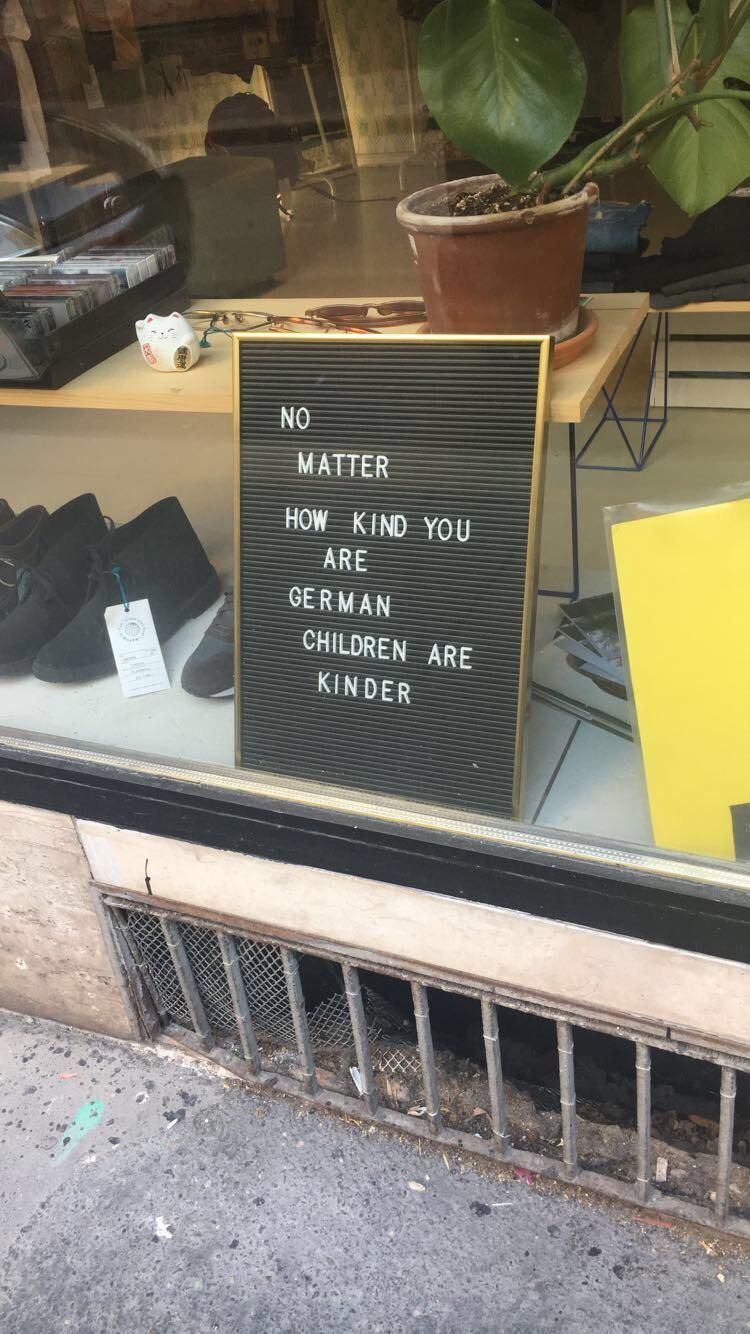 NO
MATTER
HOW KIND YOU
ARE
GERMAN
CHILDREN ARE
KINDER